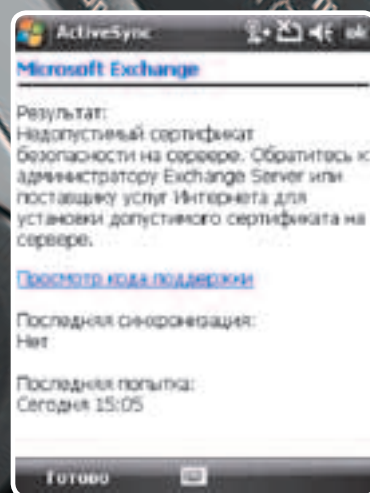 ActiveSync
ok
Microsoft Exchange
Результат:
Недопустимый сертификат
безопасности на сервере. Обратитесь к
администратору Exchange Server или
поставщику услуг Интернета для
установки допустимого сертификата на
сервере.
Просмотр кода поддержки
Последняя синхронизация:
Нет
Последняя попытка:
Сегодня 15:05
Готово